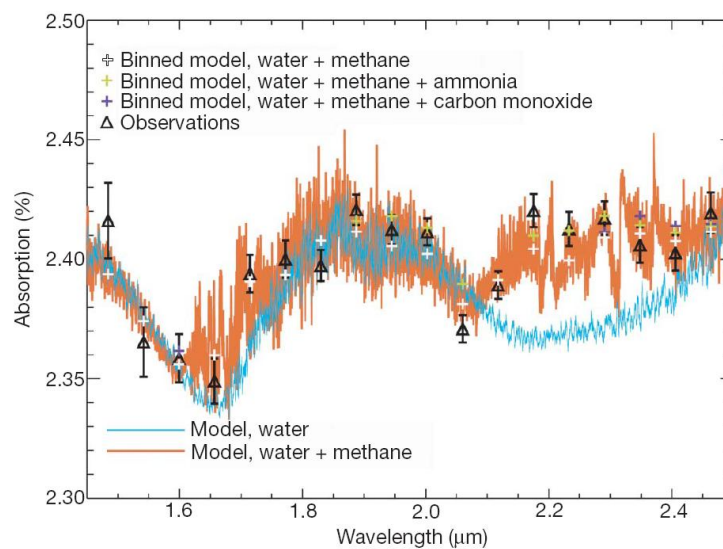 2.50
Binned model, water + methane
Binned model, water + methane + ammonia
Binned model, water + methane + carbon monoxide
Observations
2.45
Absorption (%)
2.40
2.35
Model, water
Model, water + methane
2.30
1.6 1.8 2.0 2.2 2.4
Wavelength (μm)